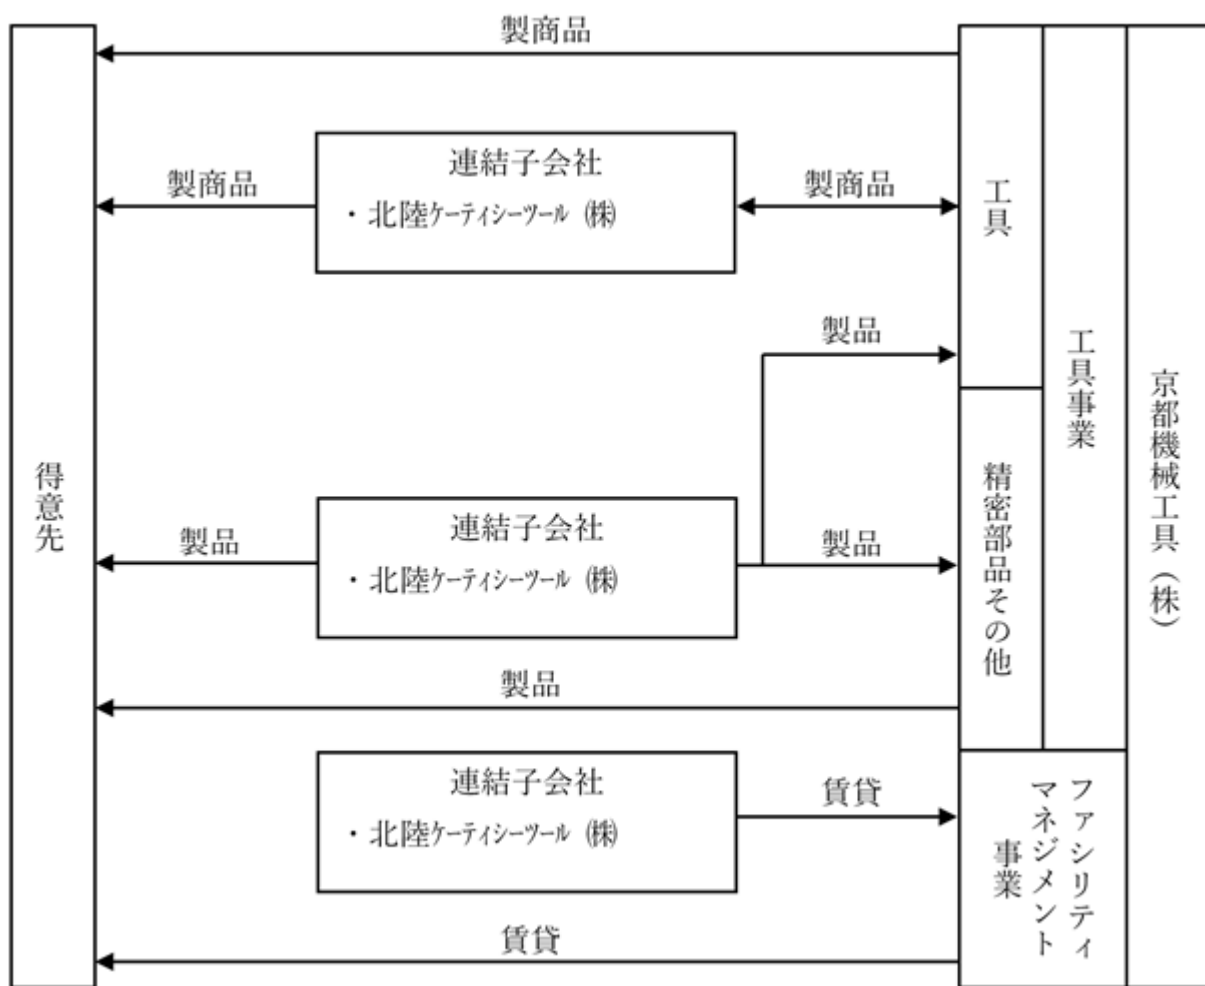 製商品
連結子会社
・北陸ｹｰﾃｨｼｰﾂｰﾙ ㈱
製商品
製商品
製品
連結子会社
・北陸ｹｰﾃｨｼｰﾂｰﾙ ㈱
製品
製品
製品
連結子会社
・北陸ｹｰﾃｨｼｰﾂｰﾙ ㈱
賃貸
賃貸
得意先
工具
精密部品その他
工具事業
ファシリティ
マネジメント
事業
京都機械工具（株）